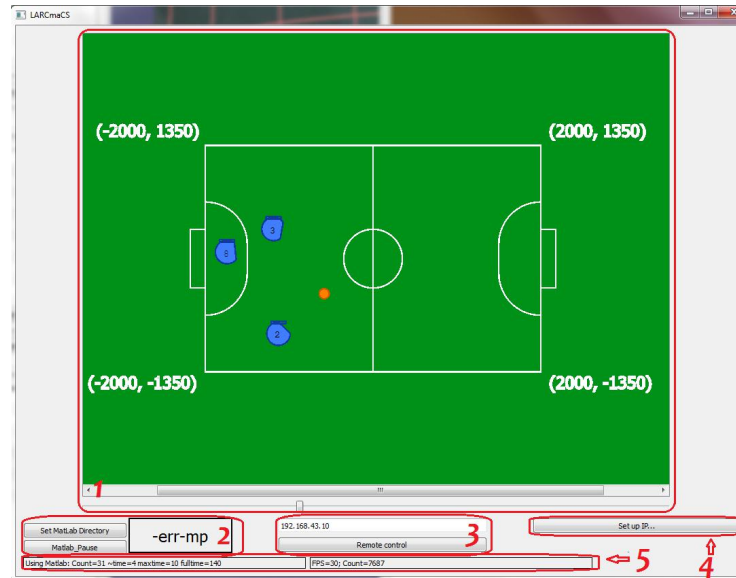 LARCmaCS
(-2000, 1350)
(2000, 1350)
3
8
2
(-2000, -1350)
(2000, -1350)
1
Set MatLab Directory
Matlab_Pause
-err-mp
2
192.168.43.10
Remote control
3
Set up IP...
4
Using Matlab: Count=31 ~time=4 maxtime=10 fulltime=140
FPS=30; Count=7687
5